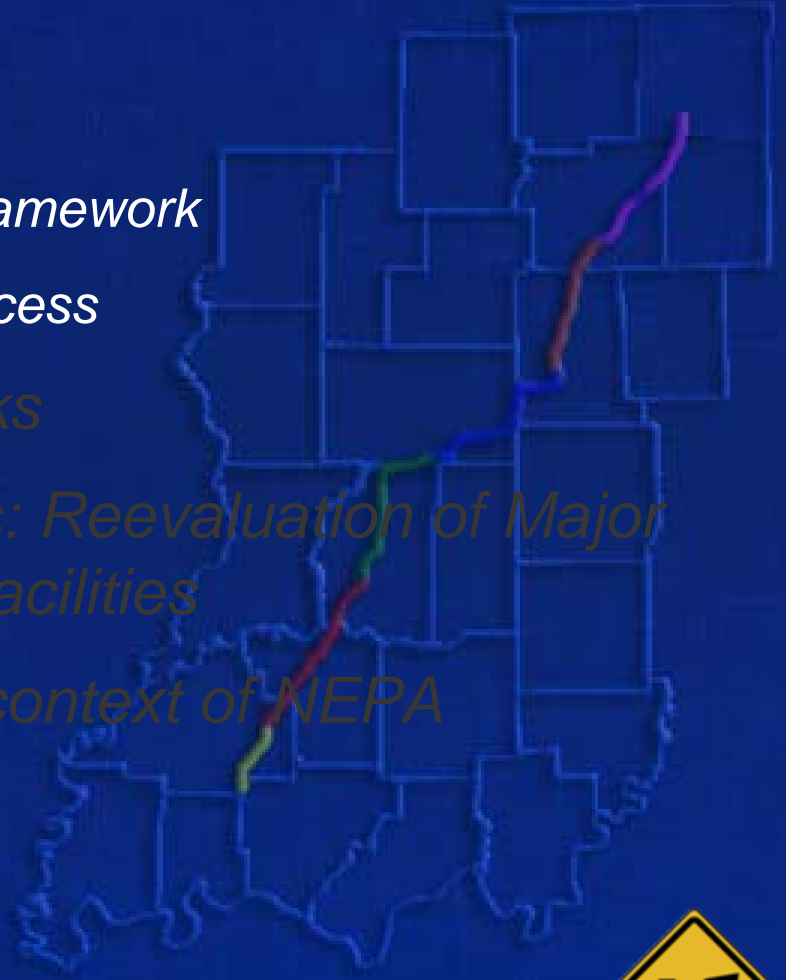 amework
cess
ks
s: Reevaluation of Major
acilities
context of NEPA